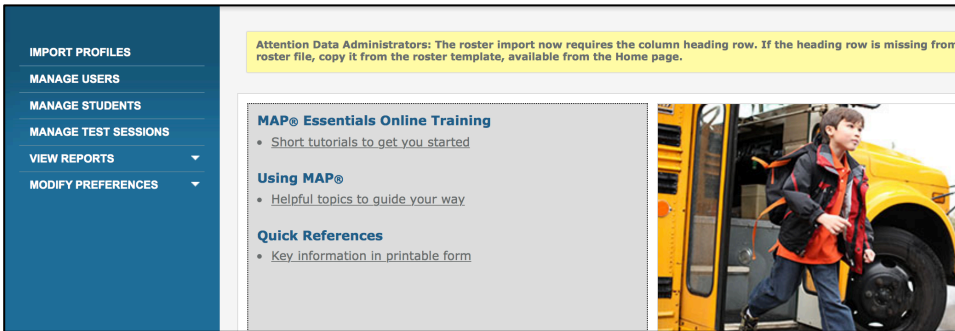 IMPORT PROFILES
MANAGE USERS
MANAGE STUDENTS
MANAGE TEST SESSIONS
VIEW REPORTS
MODIFY PREFERENCES
Attention Data Administrators: The roster import now requires the column heading row. If the heading row is missing from
roster file, copy it from the roster template, available from the Home page.
MAP® Essentials Online Training
• Short tutorials to get you started
Using MAP®
• Helpful topics to guide your way
Quick References
• Key information in printable form